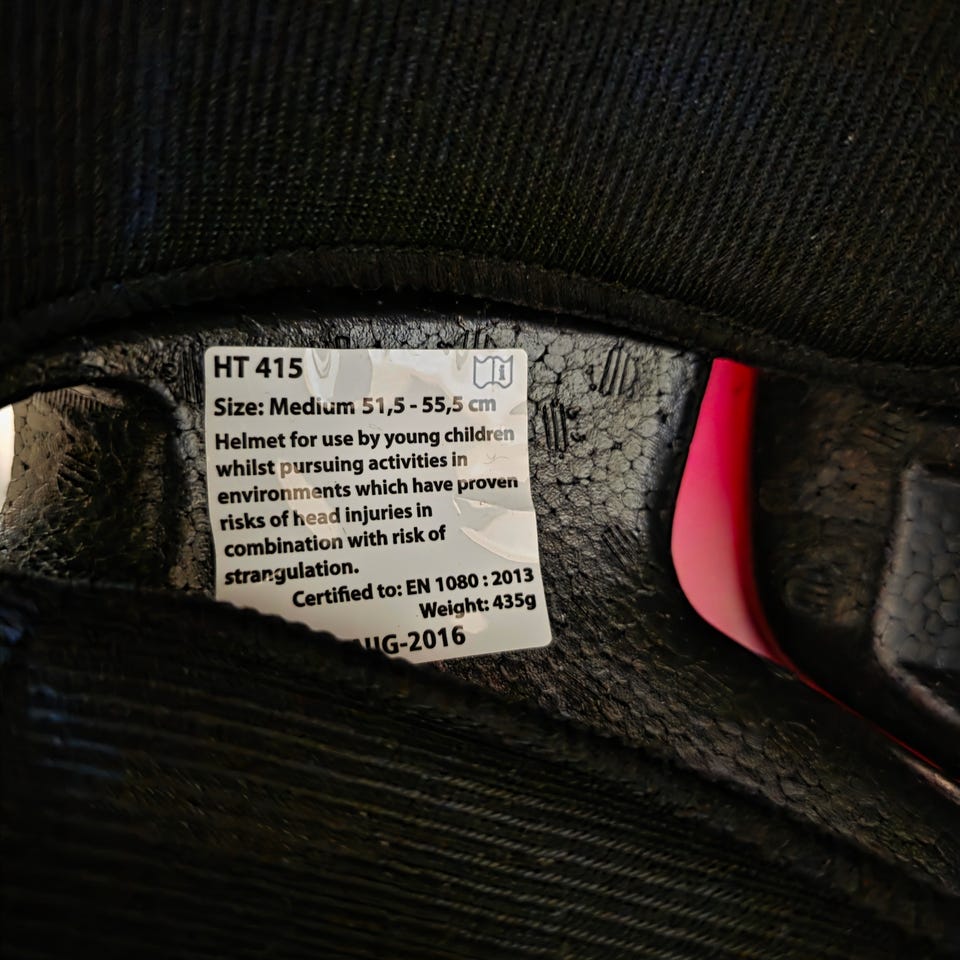 HT 415
Size: Medium 51,5 - 55,5 cm
Helmet for use by young children
whilst pursuing activities in
environments which have proven
risks of head injuries in
combination with risk of
strangulation.
Certified to: EN 1080 : 2013
Weight: 435g
AUG-2016